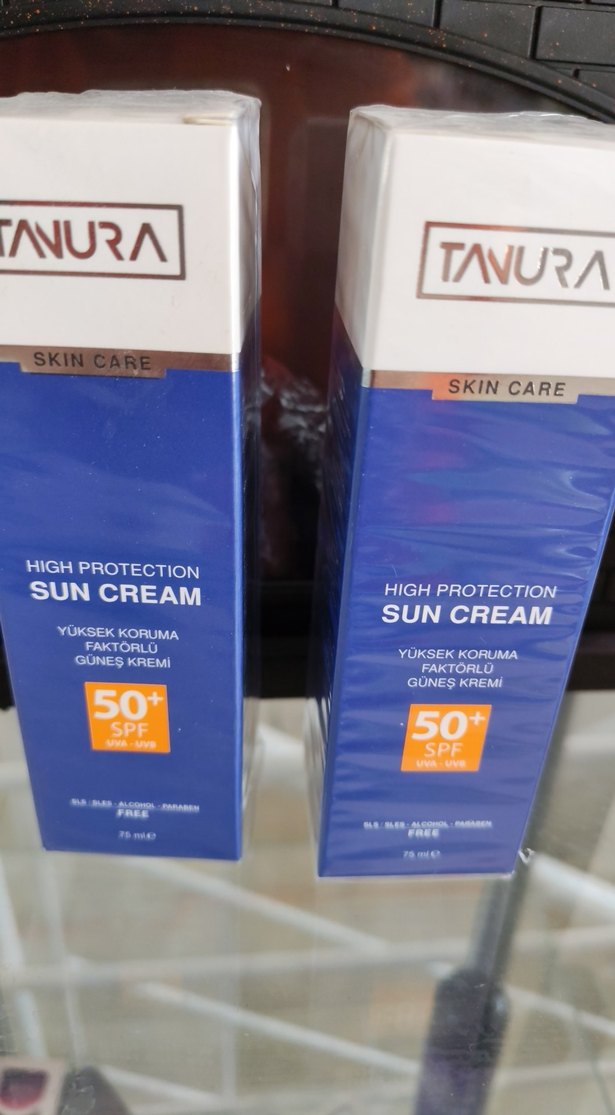 TANURA
SKIN CARE
HIGH PROTECTION
SUN CREAM
YÜKSEK KORUMA
FAKTÖRLÜ
GÜNEŞ KREMİ
50+
SPF
UVA - UVB
SLS - SLES - ALCOHOL - PARABEN
FREE
75 ml e
TANURA
SKIN CARE
HIGH PROTECTION
SUN CREAM
YÜKSEK KORUMA
FAKTÖRLÜ
GÜNEŞ KREMİ
50+
SPF
UVA - UVB
SLS - SLES - ALCOHOL - PARABEN
FREE
75 ml e